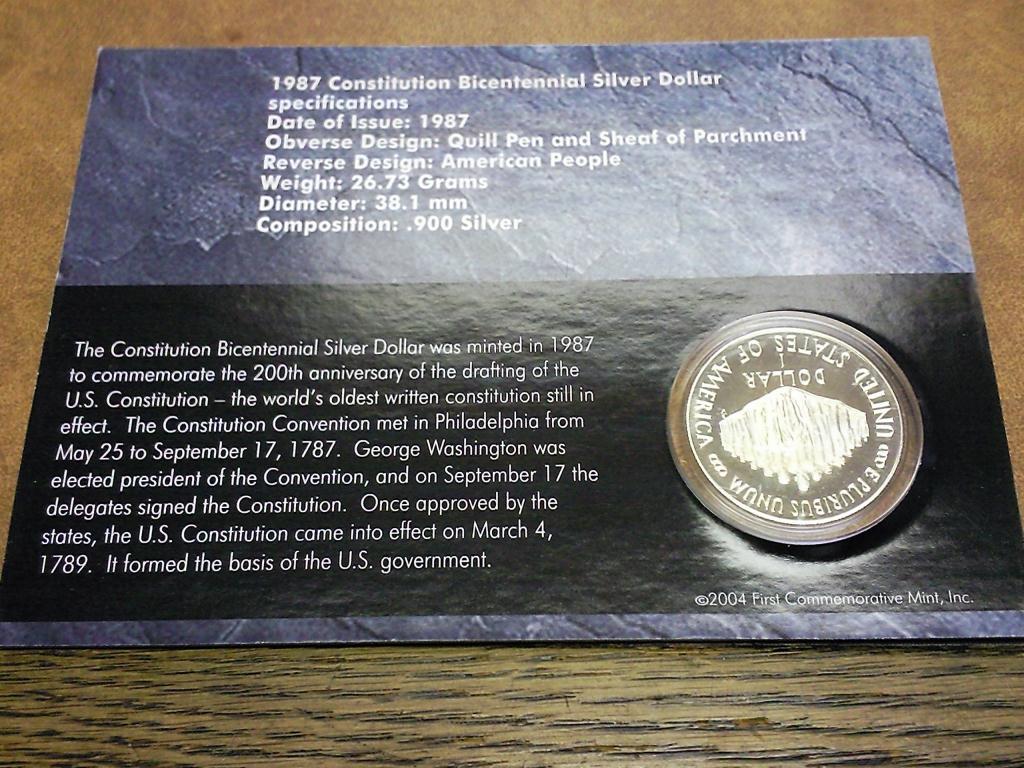 1987 Constitution Bicentennial Silver Dollar
specifications
Date of Issue: 1987
Obverse Design: Quill Pen and Sheaf of Parchment
Reverse Design: American People
Weight: 26.73 Grams
Diameter: 38.1 mm
Composition: .900 Silver
The Constitution Bicentennial Silver Dollar was minted in 1987
to commemorate the 200th anniversary of the drafting of the
U.S. Constitution – the world's oldest written constitution still in
effect. The Constitution Convention met in Philadelphia from
May 25 to September 17, 1787. George Washington was
elected president of the Convention, and on September 17 the
delegates signed the Constitution. Once approved by the
states, the U.S. Constitution came into effect on March 4,
1789. It formed the basis of the U.S. government.
E PLURIBUS UNUM
DOLLAR
UNITED STATES OF AMERICA
©2004 First Commemorative Mint, Inc.